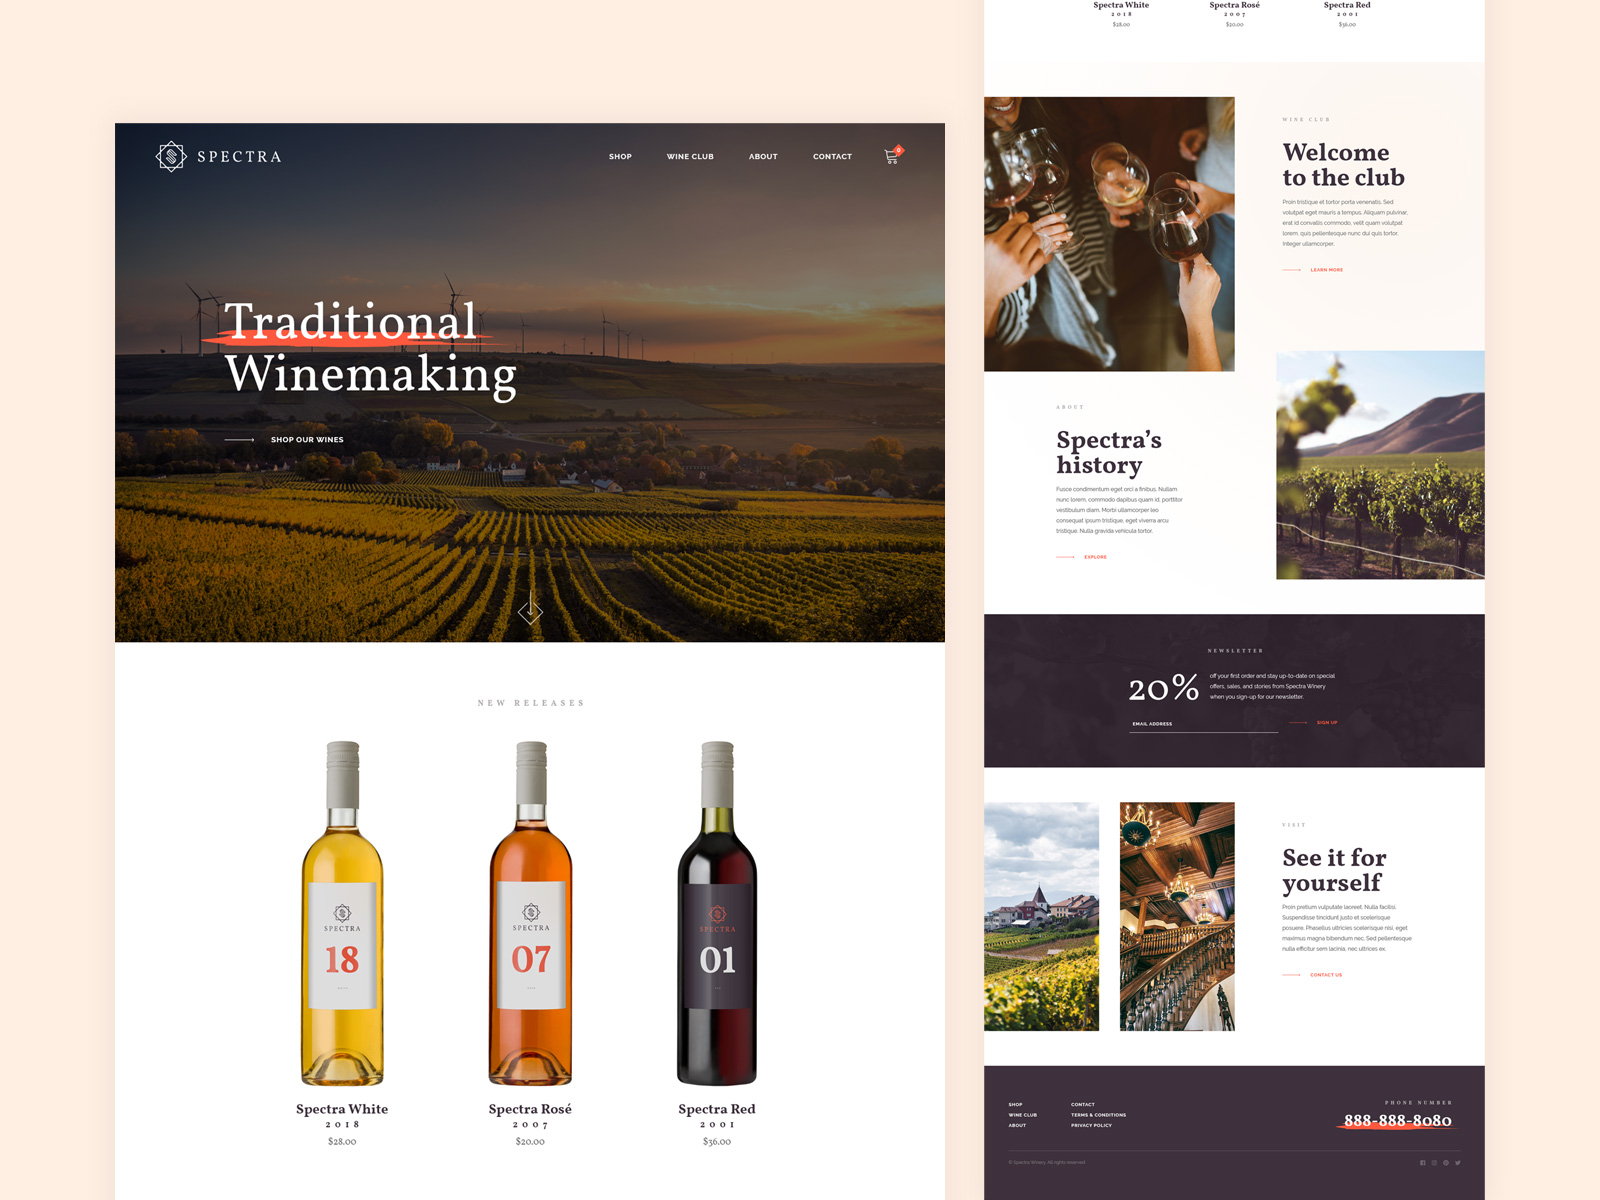 SPECTRA
SHOP
WINE CLUB
ABOUT
CONTACT
0
Traditional
Winemaking
SHOP OUR WINES
NEW RELEASES
SPECTRA
18
SPECTRA
07
SPECTRA
01
Spectra White
2018
$28.00
Spectra Rosé
2007
$20.00
Spectra Red
2001
$36.00
Spectra White
2018
$28.00
Spectra Rosé
2007
$20.00
Spectra Red
2001
$36.00
WINE CLUB
Welcome
to the club
Proin tristique et tortor porta venenatis. Sed
volutpat eget mauris a tempus. Aliquam pulvinar,
erat id convallis commodo, velit quam volutpat
lorem, quis pellentesque nunc dui quis tortor.
Integer ullamcorper.
LEARN MORE
ABOUT
Spectra’s
history
Fusce condimentum eget orci a finibus. Nullam
nunc lorem, commodo dapibus quam id, porttitor
vestibulum diam. Morbi ullamcorper leo
consequat ipsum tristique, eget viverra arcu
tristique. Nulla gravida vehicula tortor.
EXPLORE
NEWSLETTER
20%
off your first order and stay up-to-date on special
offers, sales, and stories from Spectra Winery
when you sign-up for our newsletter.
EMAIL ADDRESS
SIGN UP
VISIT
See it for
yourself
Proin pretium vulputate laoreet. Nulla facilisi.
Suspendisse tincidunt justo et scelerisque
posuere. Phasellus ultricies scelerisque nisl, eget
maximus magna bibendum nec. Sed pellentesque
nulla efficitur sem lacinia, nec ultrices ex.
CONTACT US
SHOP
WINE CLUB
ABOUT
CONTACT
TERMS & CONDITIONS
PRIVACY POLICY
PHONE NUMBER
888-888-8080
© Spectra Winery. All rights reserved